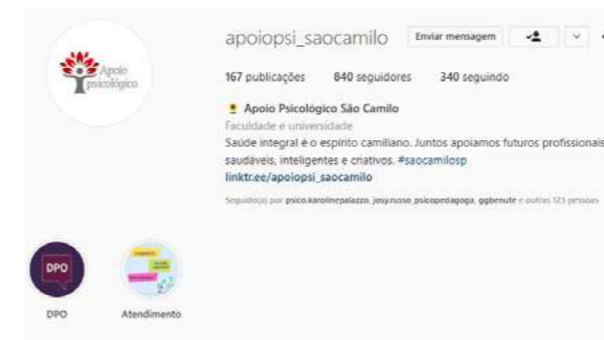 Apoio
psicológico
apoiopsi_saocamilo Enviar mensagem
167 publicações 840 seguidores 340 seguindo
Apoio Psicológico São Camilo
Faculdade e universidade
Saúde integral é o espírito camiliano. Juntos apoiamos futuros profissionais
saudáveis, inteligentes e criativos. #saocamilosp
linktr.ee/apoiopsi_saocamilo
Seguido(a) por psico.karolinepalazzo, josy.russo_psicopedagoga, ggbenute e outras 123 pessoas
DPO
DPO Atendimento